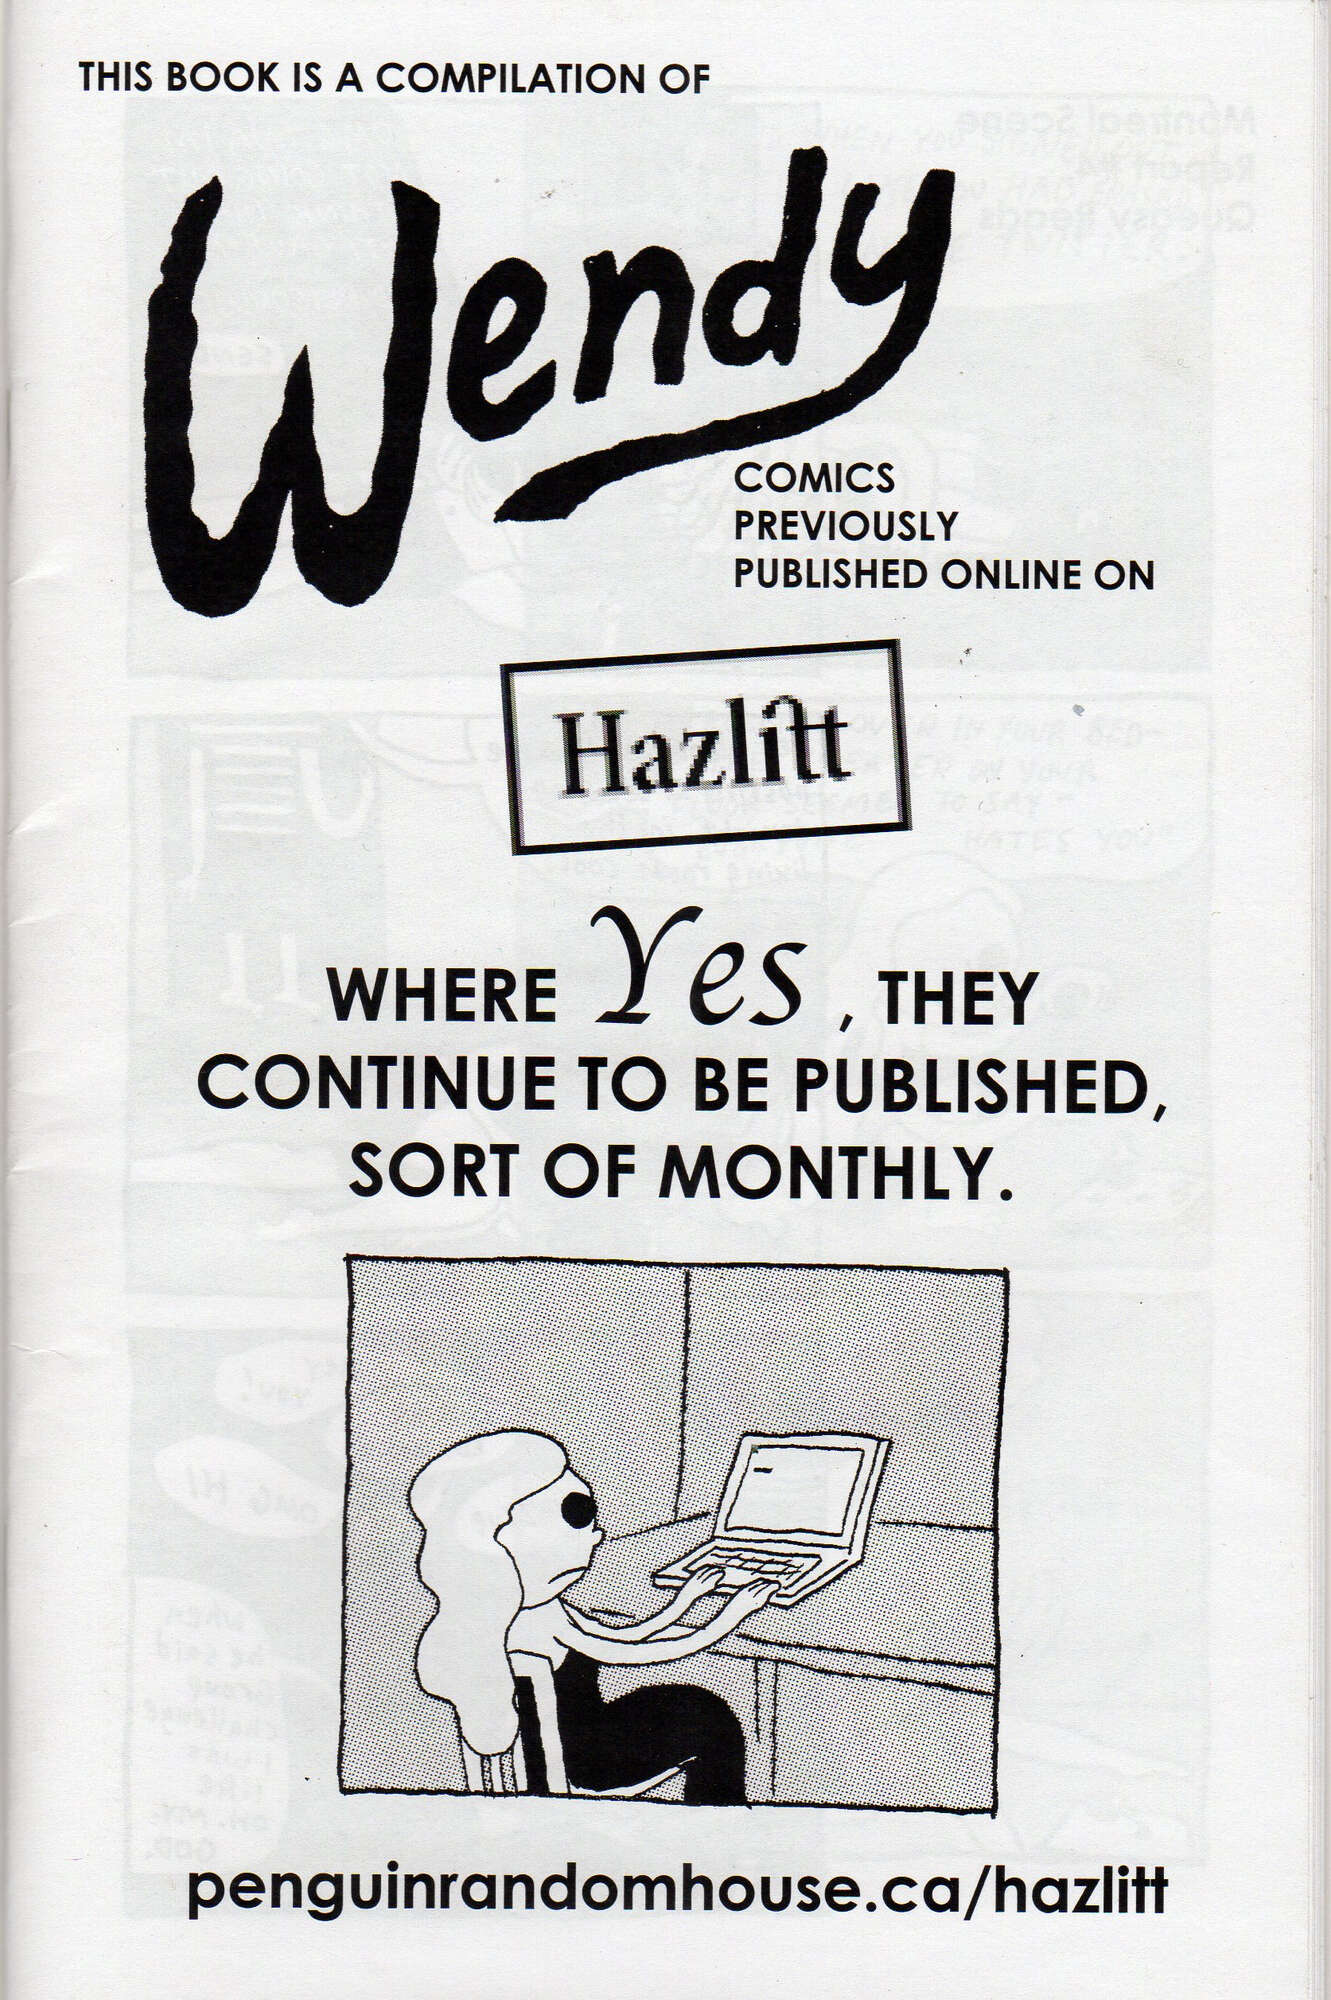 THIS BOOK IS A COMPILATION OF
Wendy
COMICS
PREVIOUSLY
PUBLISHED ONLINE ON
Hazlitt
WHERE Yes, THEY
CONTINUE TO BE PUBLISHED,
SORT OF MONTHLY.
penguinrandomhouse.ca/hazlitt